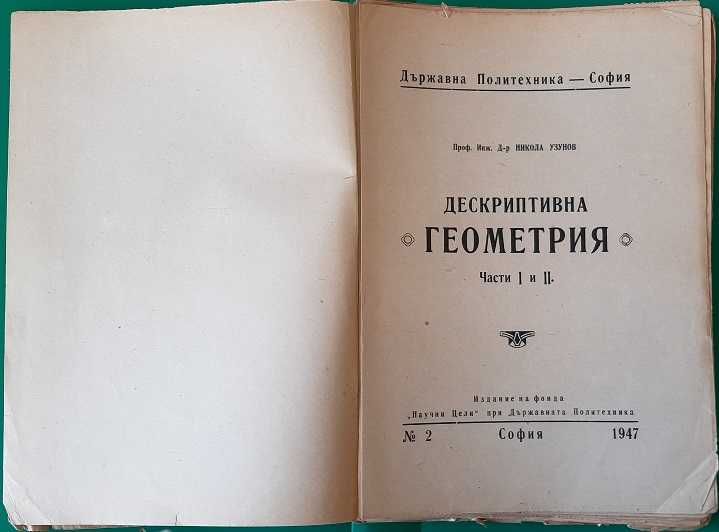 Държавна Политехника — София
Проф. Инж. Д-р НИКОЛА УЗУНОВ
ДЕСКРИПТИВНА
ГЕОМЕТРИЯ
Части I и II.
Издание на фонда
„Научни Цели“ при Държавната Политехника
№ 2 София 1947